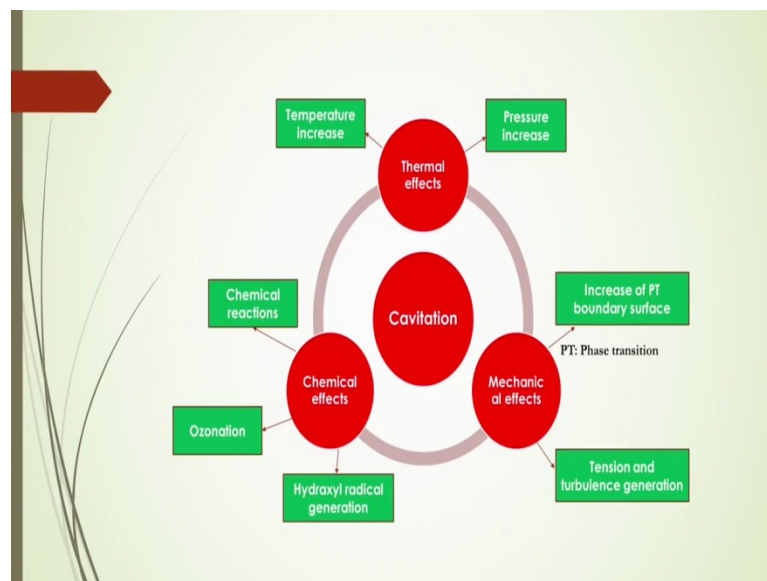 Temperature
increase
Pressure
increase
Thermal
effects
Chemical
reactions
Cavitation
Increase of PT
boundary surface
PT: Phase transition
Chemical
effects
Mechanic
al effects
Ozonation
Hydraxyl radical
generation
Tension and
turbulence generation